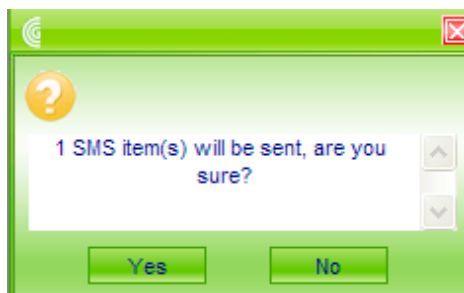 1 SMS item(s) will be sent, are you
sure?
Yes No